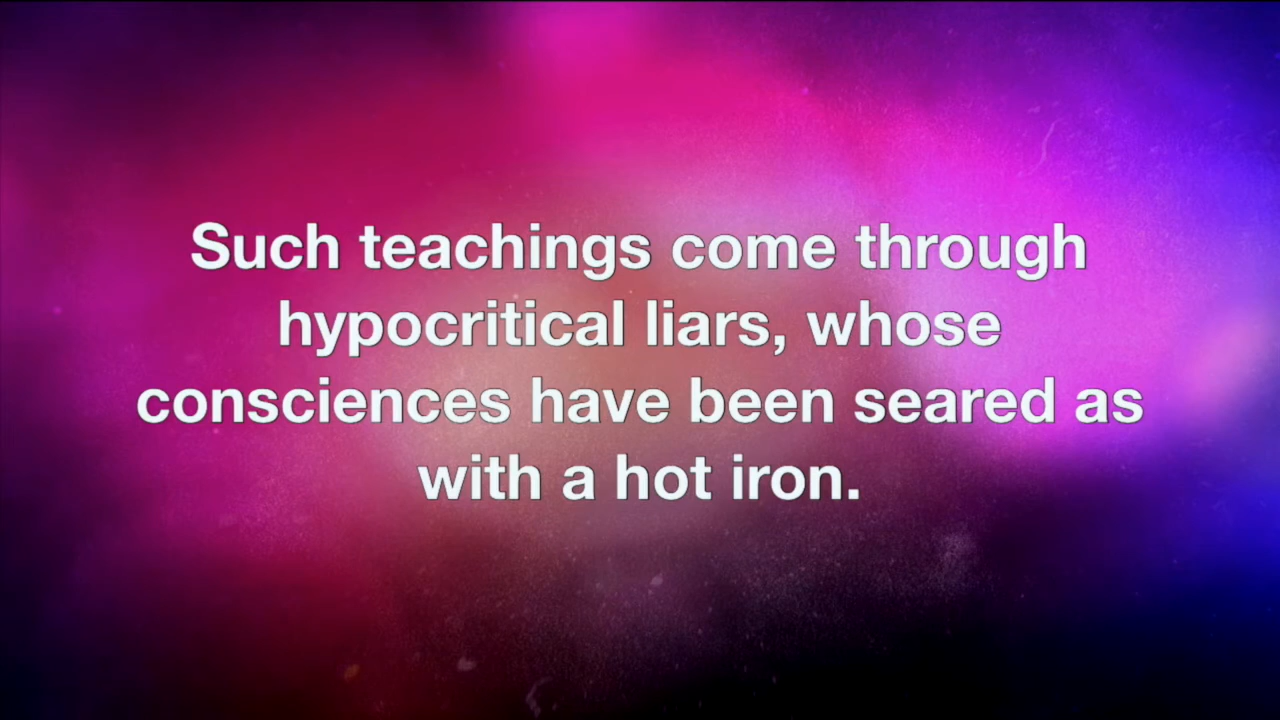 Such teachings come through
hypocritical liars, whose
consciences have been seared as
with a hot iron.